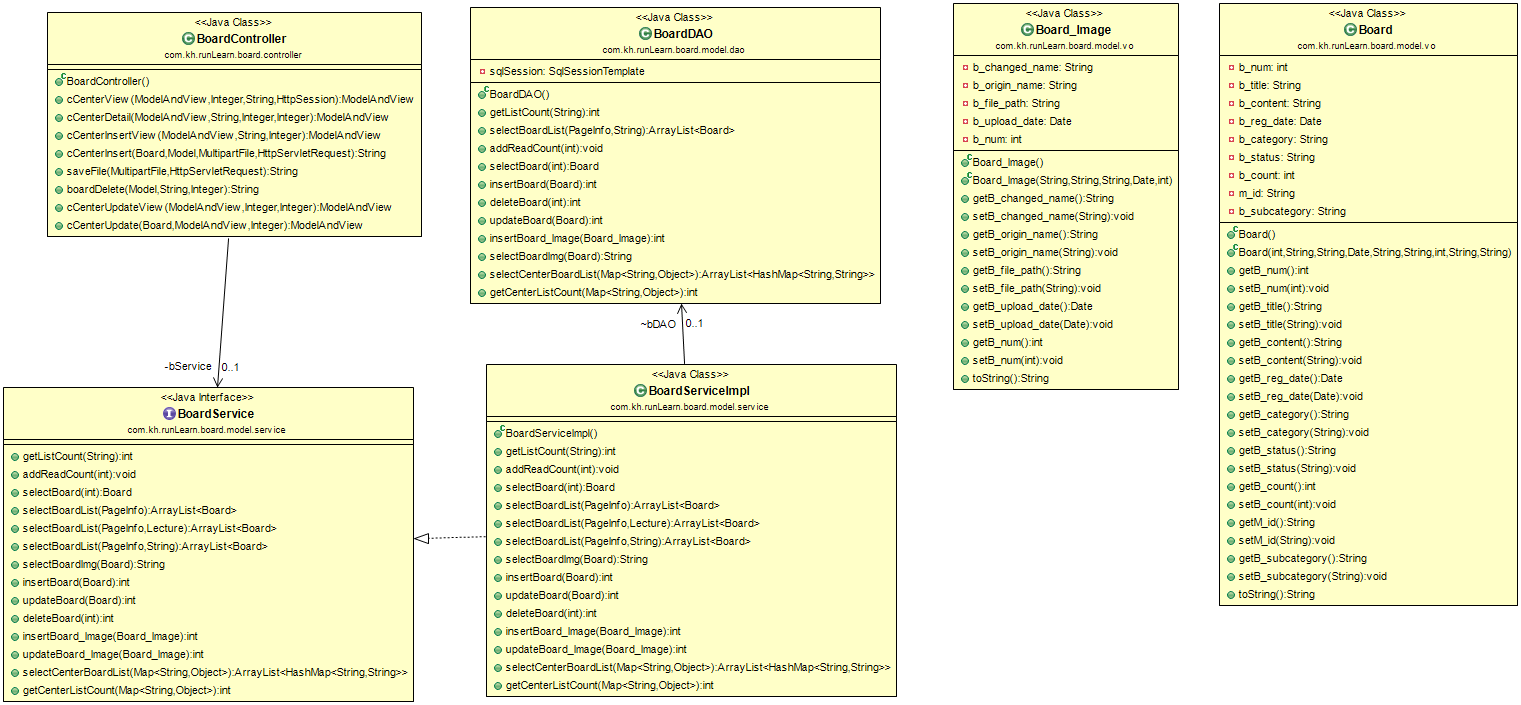 <<Java Class>>
BoardController
com.kh.runLearn.board.controller
BoardController()
cCenterView(ModelAndView,Integer,String,HttpSession):ModelAndView
cCenterDetail(ModelAndView,String,Integer,Integer):ModelAndView
cCenterInsertView(ModelAndView,String,Integer):ModelAndView
cCenterInsert(Board,Model,MultipartFile,HttpServletRequest):String
saveFile(MultipartFile,HttpServletRequest):String
boardDelete(Model,String,Integer):String
cCenterUpdateView(ModelAndView,Integer,Integer):ModelAndView
cCenterUpdate(Board,ModelAndView,Integer):ModelAndView
-bService 0..1
<<Java Interface>>
BoardService
com.kh.runLearn.board.model.service
getListCount(String):int
addReadCount(int):void
selectBoard(int):Board
selectBoardList(PageInfo):ArrayList<Board>
selectBoardList(PageInfo,Lecture):ArrayList<Board>
selectBoardList(PageInfo,String):ArrayList<Board>
selectBoardImg(Board):String
insertBoard(Board):int
updateBoard(Board):int
deleteBoard(int):int
insertBoard_Image(Board_Image):int
updateBoard_Image(Board_Image):int
selectCenterBoardList(Map<String,Object>):ArrayList<HashMap<String,String>>
getCenterListCount(Map<String,Object>):int
<<Java Class>>
BoardDAO
com.kh.runLearn.board.model.dao
sqlSession: SqlSessionTemplate
BoardDAO()
getListCount(String):int
selectBoardList(PageInfo,String):ArrayList<Board>
addReadCount(int):void
selectBoard(int):Board
insertBoard(Board):int
deleteBoard(int):int
updateBoard(Board):int
insertBoard_Image(Board_Image):int
selectBoardImg(Board):String
selectCenterBoardList(Map<String,Object>):ArrayList<HashMap<String,String>>
getCenterListCount(Map<String,Object>):int
~bDAO 0..1
<<Java Class>>
BoardServiceImpl
com.kh.runLearn.board.model.service
BoardServiceImpl()
getListCount(String):int
addReadCount(int):void
selectBoard(int):Board
selectBoardList(PageInfo):ArrayList<Board>
selectBoardList(PageInfo,Lecture):ArrayList<Board>
selectBoardList(PageInfo,String):ArrayList<Board>
selectBoardImg(Board):String
insertBoard(Board):int
updateBoard(Board):int
deleteBoard(int):int
insertBoard_Image(Board_Image):int
updateBoard_Image(Board_Image):int
selectCenterBoardList(Map<String,Object>):ArrayList<HashMap<String,String>>
getCenterListCount(Map<String,Object>):int
<<Java Class>>
Board_Image
com.kh.runLearn.board.model.vo
b_changed_name: String
b_origin_name: String
b_file_path: String
b_upload_date: Date
b_num: int
Board_Image()
Board_Image(String,String,String,Date,int)
getB_changed_name():String
setB_changed_name(String):void
getB_origin_name():String
setB_origin_name(String):void
getB_file_path():String
setB_file_path(String):void
getB_upload_date():Date
setB_upload_date(Date):void
getB_num():int
setB_num(int):void
toString():String
<<Java Class>>
Board
com.kh.runLearn.board.model.vo
b_num: int
b_title: String
b_content: String
b_reg_date: Date
b_category: String
b_status: String
b_count: int
m_id: String
b_subcategory: String
Board()
Board(int,String,String,Date,String,String,int,String,String)
getB_num():int
setB_num(int):void
getB_title():String
setB_title(String):void
getB_content():String
setB_content(String):void
getB_reg_date():Date
setB_reg_date(Date):void
getB_category():String
setB_category(String):void
getB_status():String
setB_status(String):void
getB_count():int
setB_count(int):void
getM_id():String
setM_id(String):void
getB_subcategory():String
setB_subcategory(String):void
toString():String